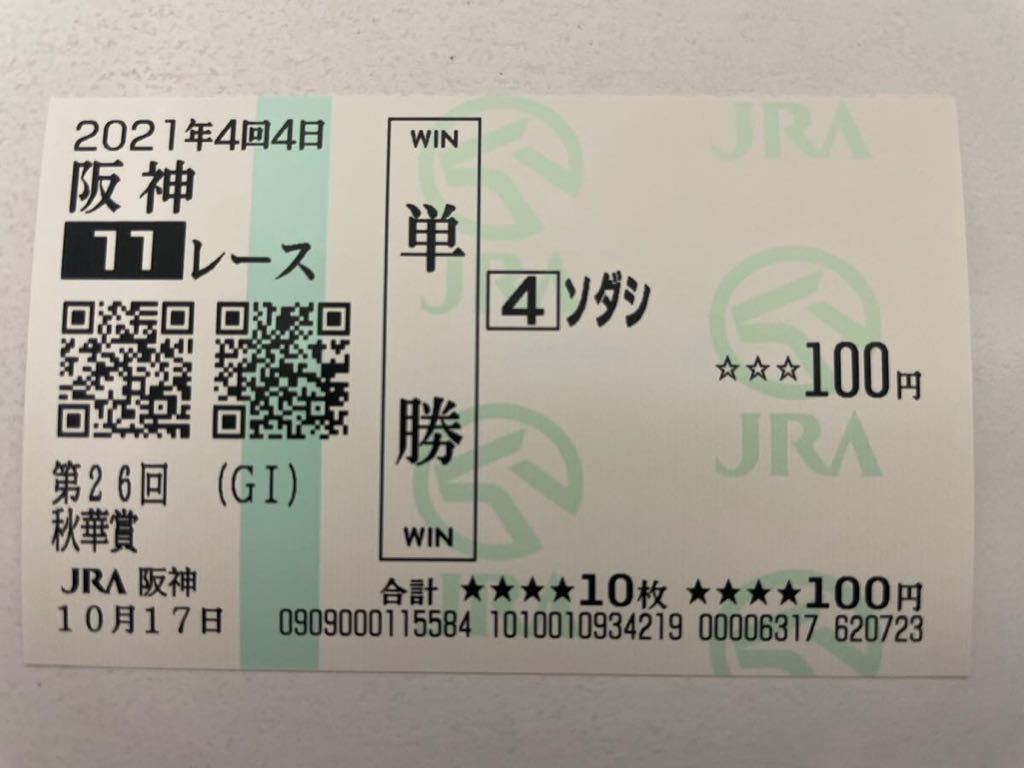 2021年4回4日
阪神
11レース
第26回 (GI)
秋華賞
JRA 阪神
10月17日
WIN
単勝
WIN
4 ソダシ
☆☆☆100円
合計 ★★★★10枚 ★★★★100円
0909000115584 1010010934219 00006317 620723
JRA
JRA
JRA
JRA